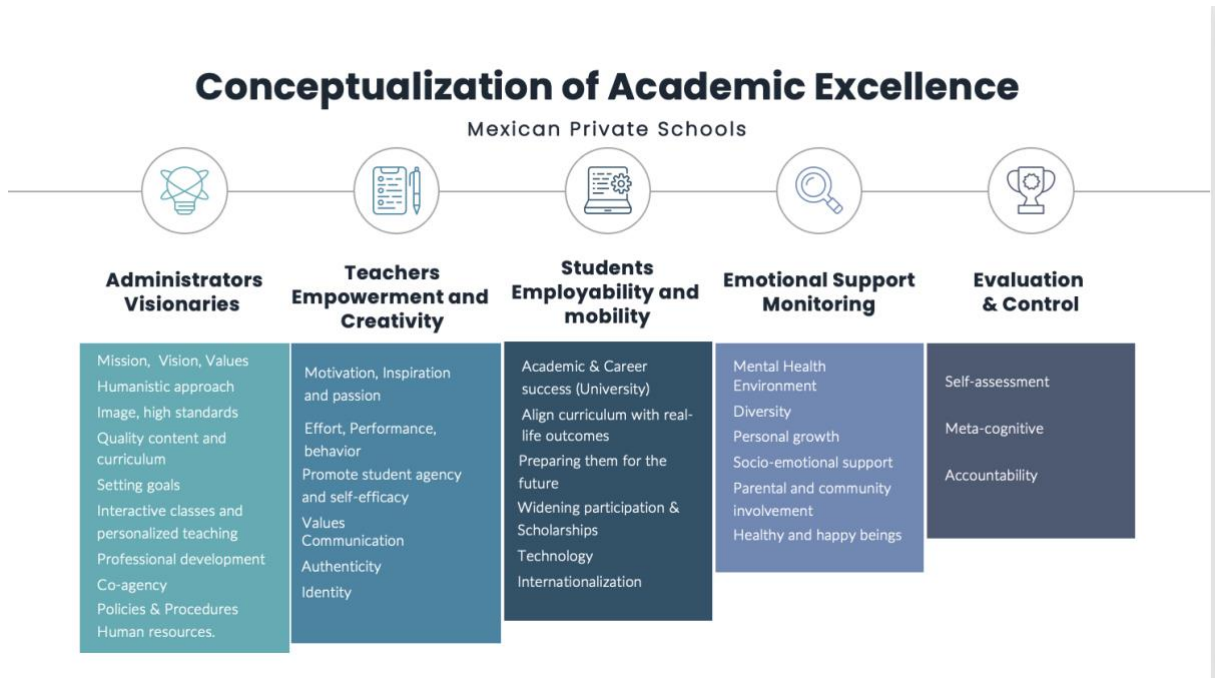 Conceptualization of Academic Excellence
Mexican Private Schools
Administrators
Visionaries
Mission, Vision, Values
Humanistic approach
Image, high standards
Quality content and
curriculum
Setting goals
Interactive classes and
personalized teaching
Professional development
Co-agency
Policies & Procedures
Human resources.
Teachers
Empowerment and
Creativity
Motivation, Inspiration
and passion
Effort, Performance,
behavior
Promote student agency
and self-efficacy
Values
Communication
Authenticity
Identity
Students
Employability and
mobility
Academic & Career
success (University)
Align curriculum with real-
life outcomes
Preparing them for the
future
Widening participation &
Scholarships
Technology
Internationalization
Emotional Support
Monitoring
Mental Health
Environment
Diversity
Personal growth
Socio-emotional support
Parental and community
involvement
Healthy and happy beings
Evaluation
& Control
Self-assessment
Meta-cognitive
Accountability